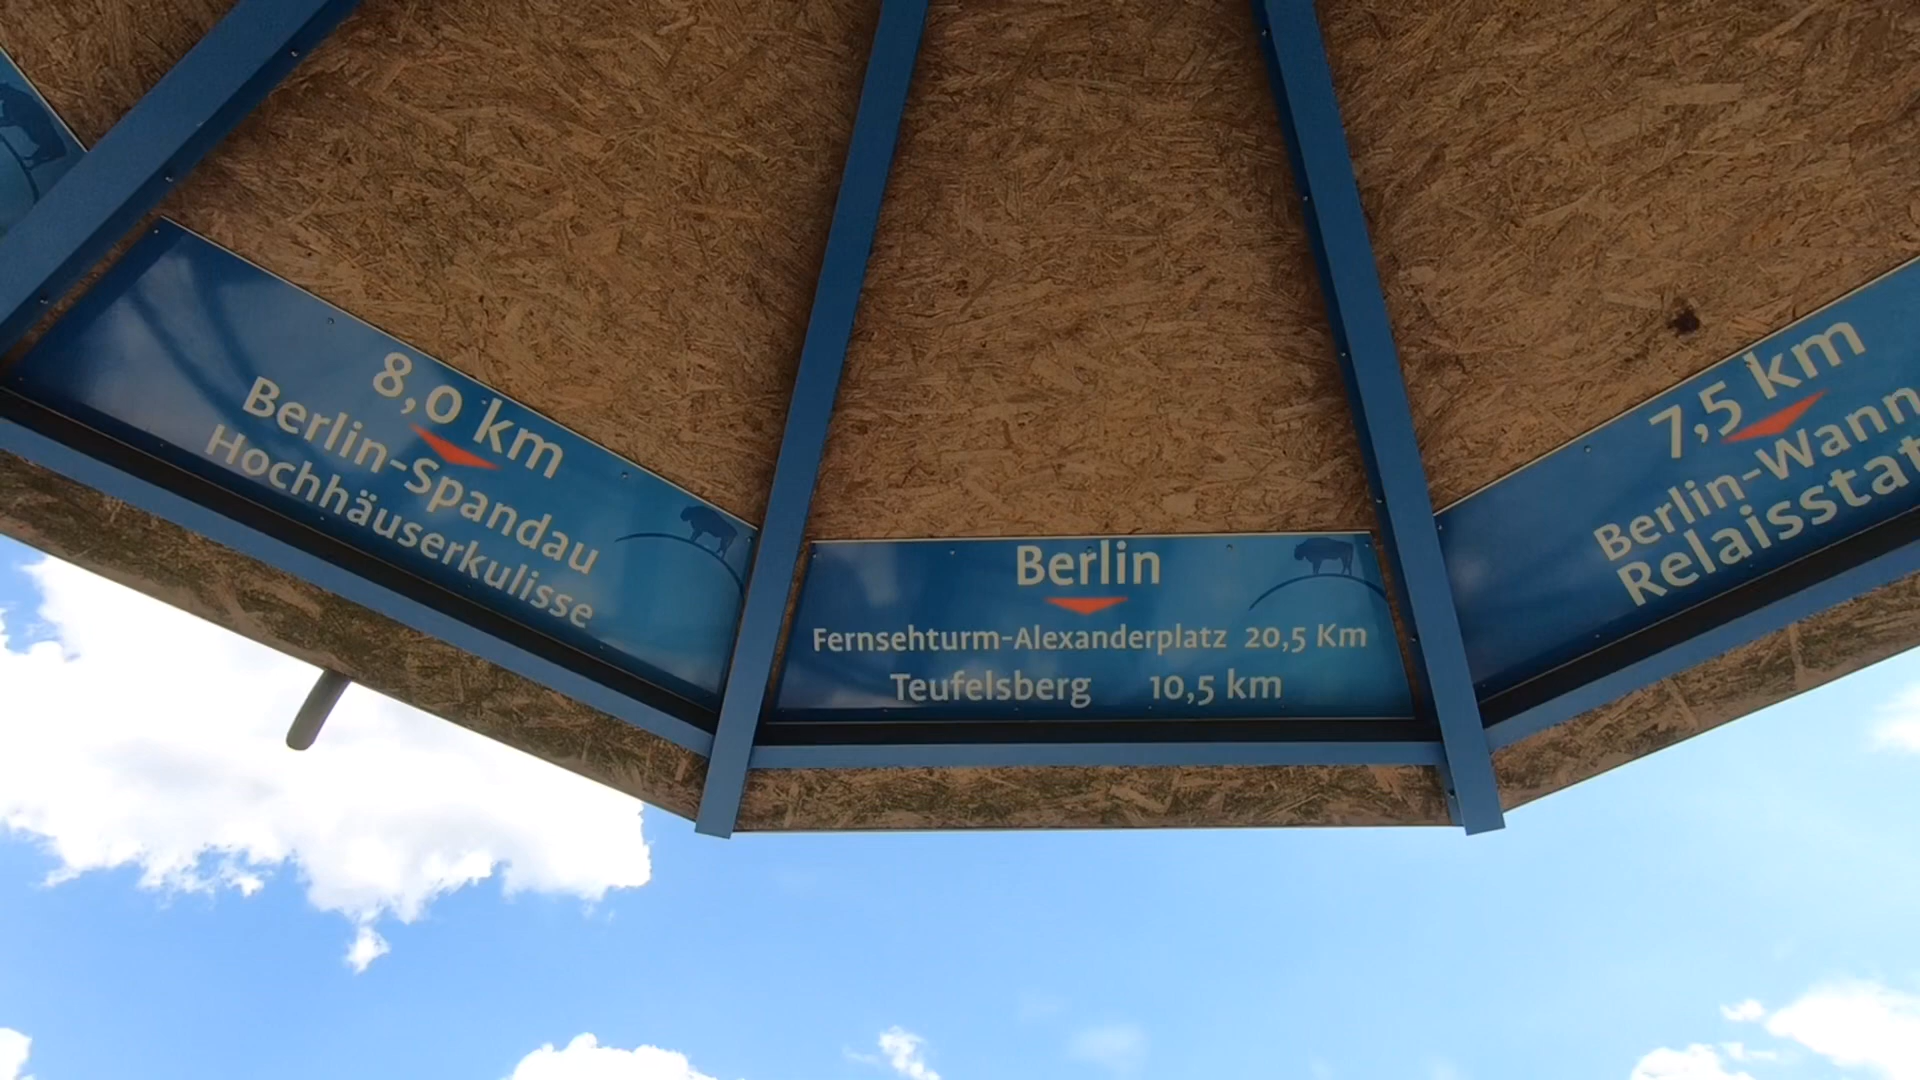 8,0 km
Berlin-Spandau
Hochhäuserkulisse
Berlin
Fernsehturm-Alexanderplatz 20,5 Km
Teufelsberg 10,5 km
7,5 km
Berlin-Wann
Relaisstat